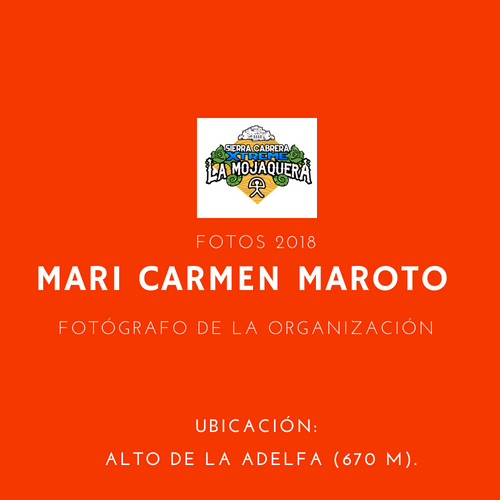 SIERRA CABRERA
XTREME
LA MOJAQUERA
FOTOS 2018
MARI CARMEN MAROTO
FOTÓGRAFO DE LA ORGANIZACIÓN
UBICACIÓN:
ALTO DE LA ADELFA (670 M).